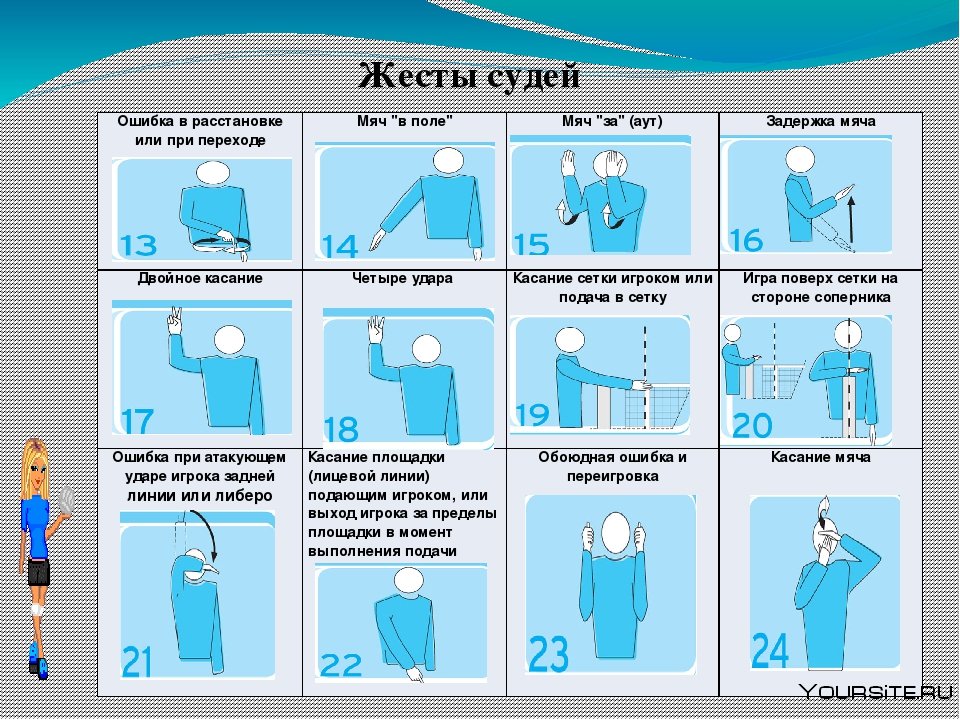 Жесты судей
Ошибка в расстановке
или при переходе
13
Мяч "в поле"
14
Мяч "за" (аут)
15
Задержка мяча
16
Двойное касание
17
Четыре удара
18
Касание сетки игроком или
подача в сетку
19
Игра поверх сетки на
стороне соперника
20
Ошибка при атакующем
ударе игрока задней
линии или либеро
21
Касание площадки
(лицевой линии)
подающим игроком, или
выход игрока за пределы
площадки в момент
выполнения подачи
22
Обоюдная ошибка и
переигровка
23
Касание мяча
24
YOURSiTE.RU